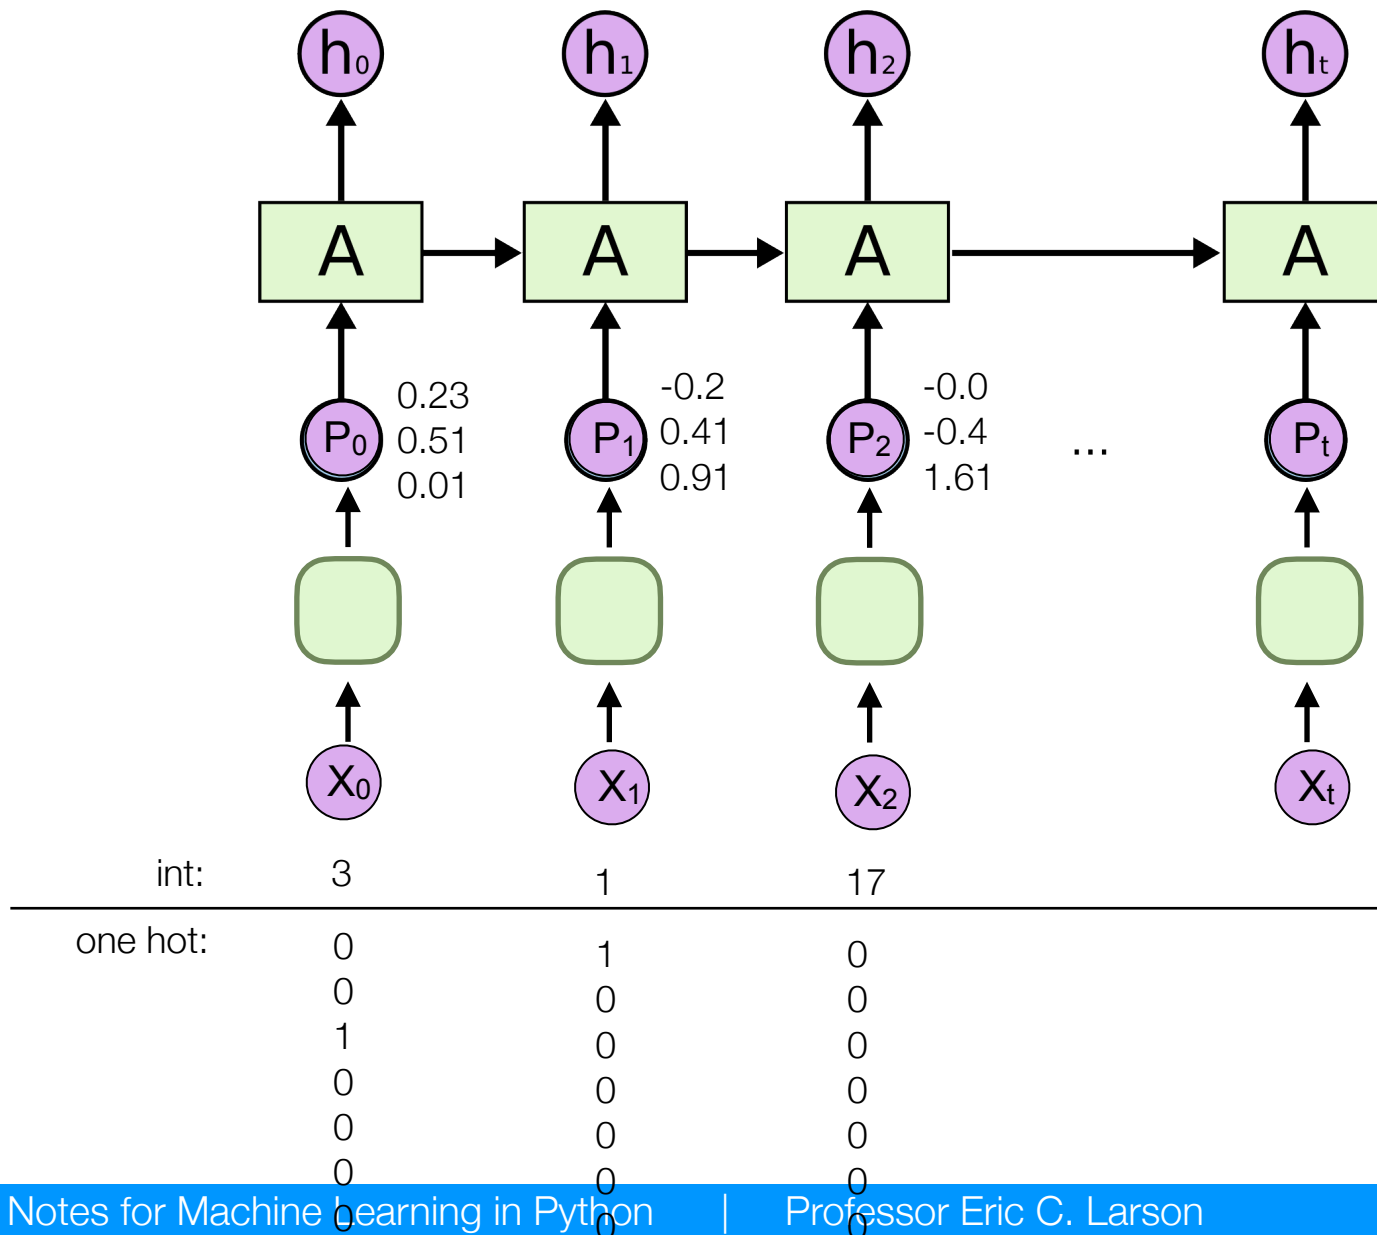 h0 h1 h2 ht
A A A A
P0 0.23 0.51 0.01 P1 -0.2 0.41 0.91 P2 -0.0 -0.4 1.61 ... Pt
X0 X1 X2 Xt
int: 3 1 17
one hot: 0 1 0
0 0 0
1 0 0
0 0 0
0 0 0
0 0 0
Notes for Machine Learning in Python | Professor Eric C. Larson
0 0 0